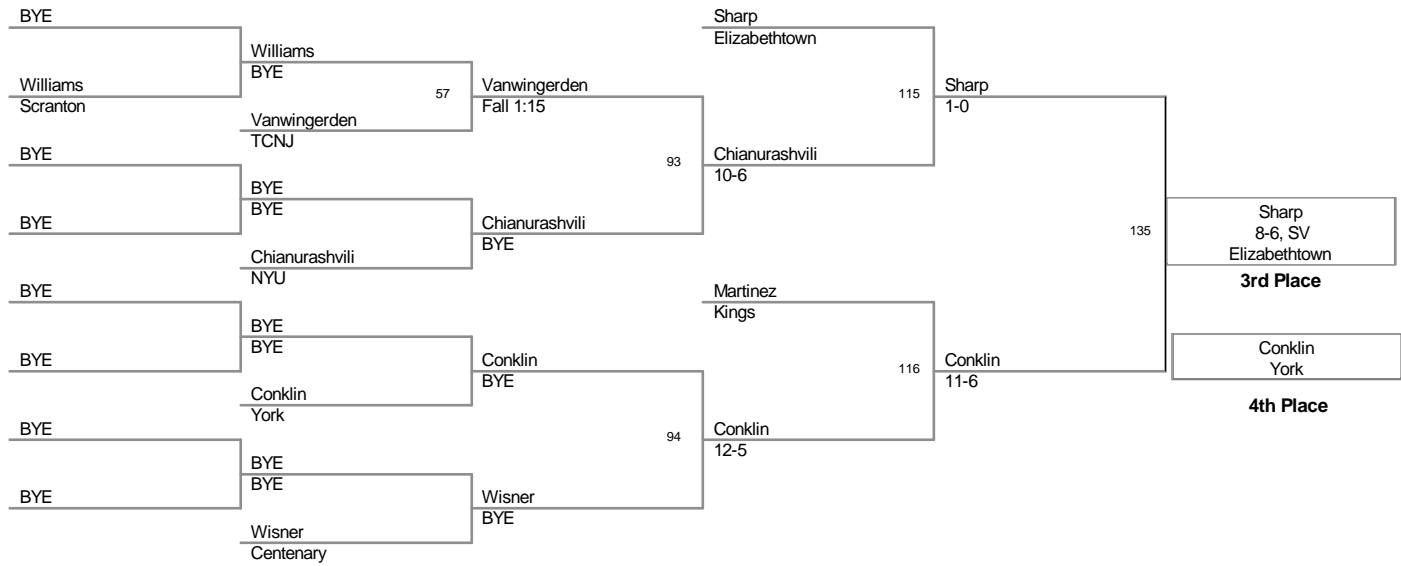 BYE
Williams
Scranton
BYE
BYE
BYE
BYE
BYE
BYE
Williams
BYE
Vanwingerden
TCNJ
BYE
BYE
Chianurashvili
NYU
BYE
BYE
Conklin
York
BYE
BYE
Wisner
Centenary
57
Vanwingerden
Fall 1:15
Chianurashvili
BYE
Conklin
BYE
Wisner
BYE
93
94
Sharp
Elizabethtown
Chianurashvili
10-6
Martinez
Kings
Conklin
12-5
115
116
Sharp
1-0
Conklin
11-6
135
Sharp
8-6, SV
Elizabethtown
3rd Place
Conklin
York
4th Place